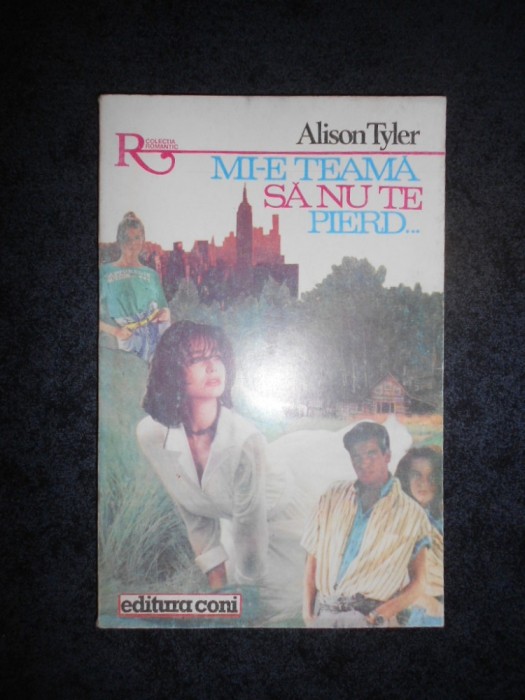 R COLECȚIA
ROMANTIC
Alison Tyler
MI-E TEAMĂ
SĂ NU TE
PIERD...
editura coni